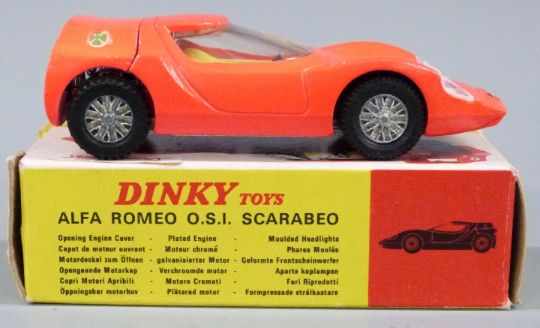 DINKY TOYS
ALFA ROMEO O.S.I. SCARABEO
Opening Engine Cover - Plated Engine - Moulded Headlights
Capot de moteur ouvrant - Moteur chromé - Phares Moulés
Motordeckel zum Öffnen - galvanisierter Motor - Geformte Frontscheinwerfer
Opengaande Motorkap - Verchroomde motor - Aparte koplampen
Copri Motori Apribili - Motore Cromati - Fari Riprodotti
Öppningsbar motorhuv - Pläterad motor - Formpressade strålkastare